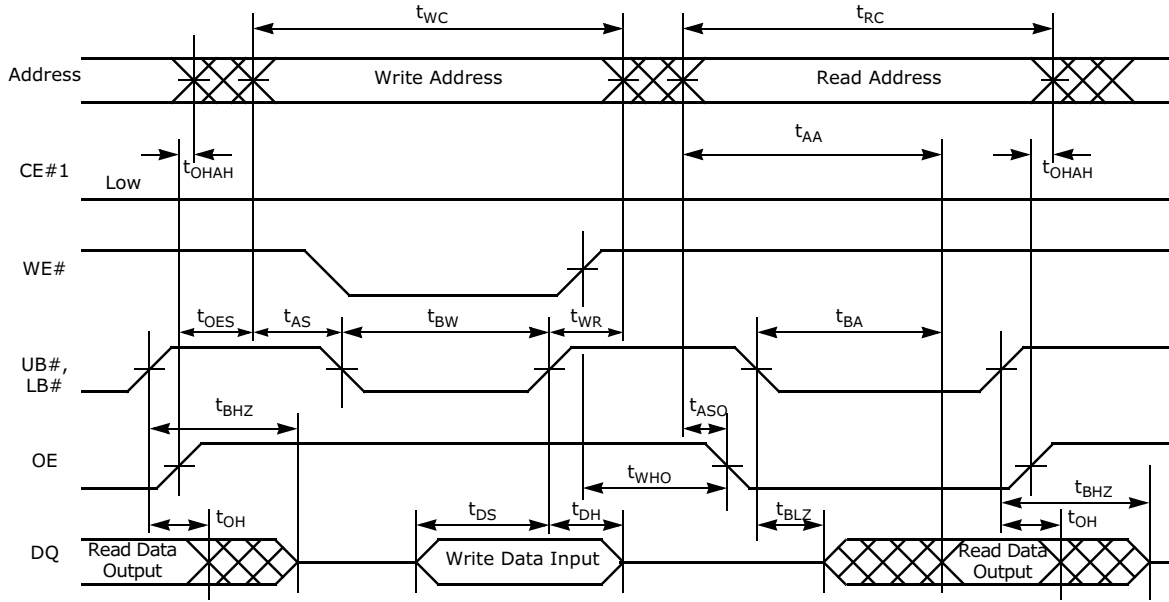 tWC
tRC
Address
Write Address
Read Address
tAA
CE#1
tOHAH
tOHAH
Low
WE#
tOES
tAS
tBW
tWR
tBA
UB#,
LB#
tBHZ
tASO
OE
tWHO
tBHZ
tOH
tDS
tDH
tBLZ
tOH
DQ
Read Data
Output
Write Data Input
Read Data
Output